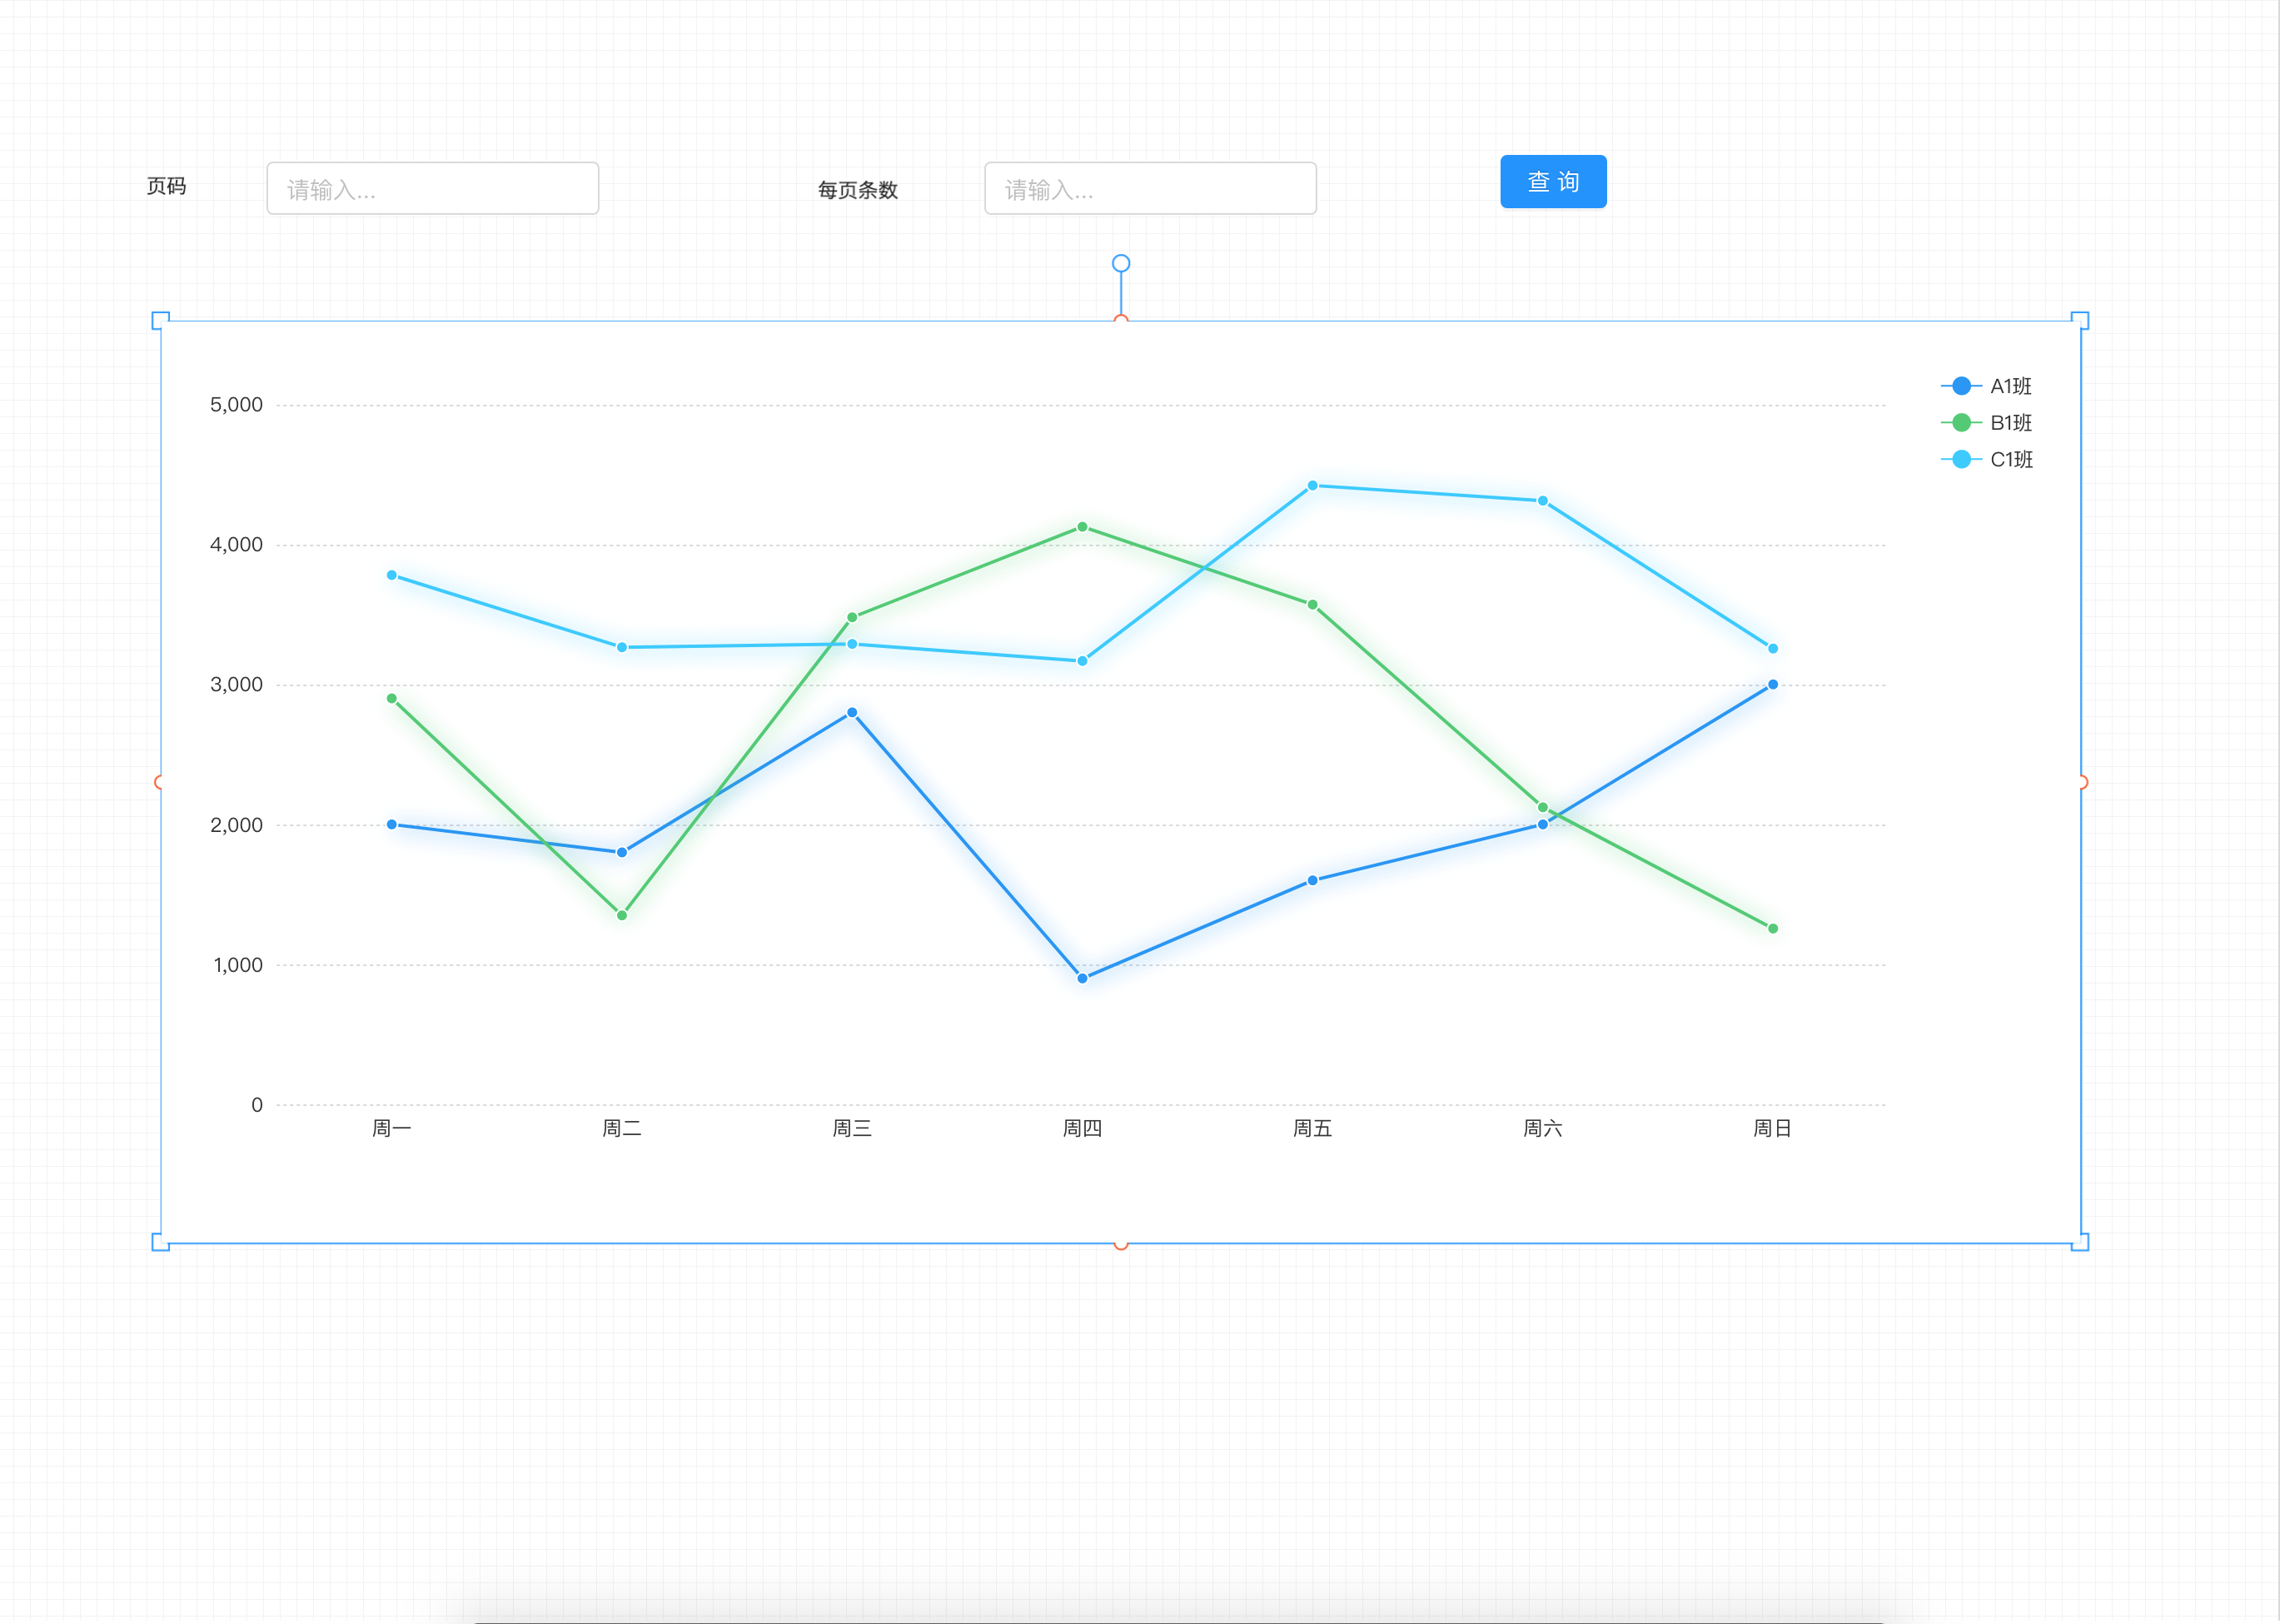 页码 请输入... 每页条数 请输入... 查 询
A1班
B1班
C1班
5,000
4,000
3,000
2,000
1,000
0
周一 周二 周三 周四 周五 周六 周日